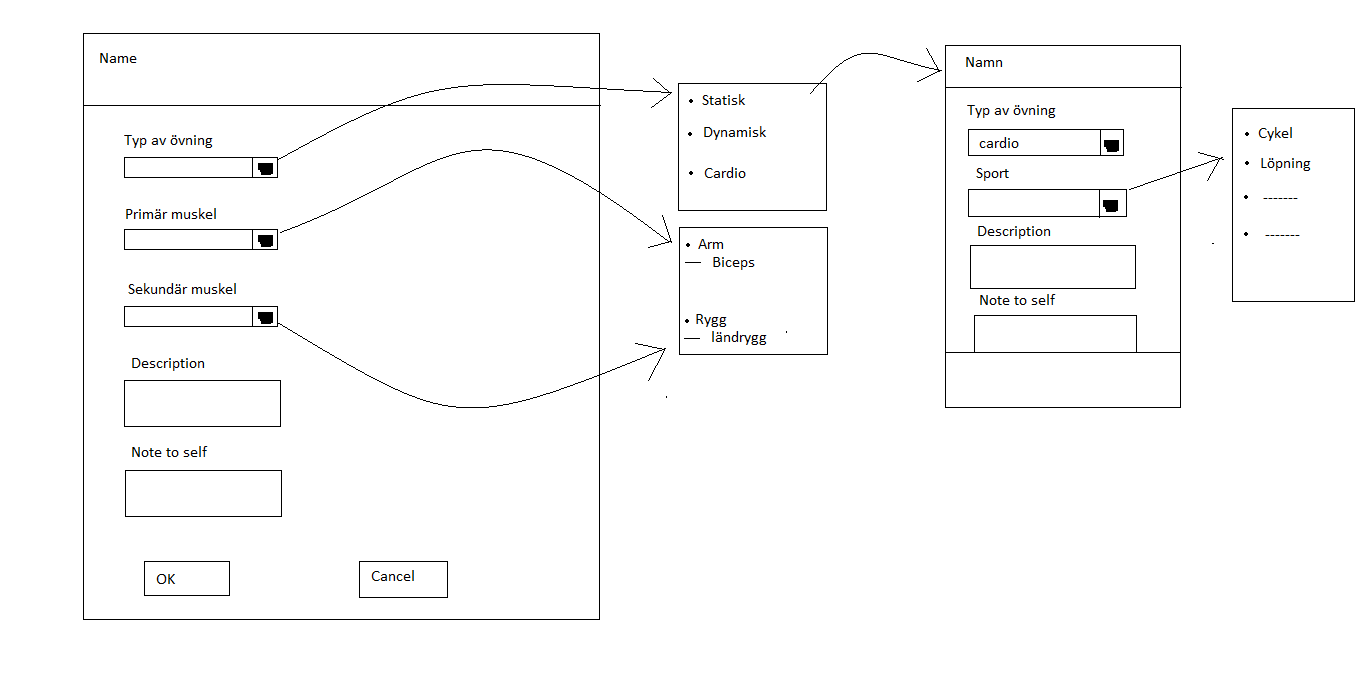 Name
Typ av övning
Primär muskel
Sekundär muskel
Description
Note to self
OK
Cancel
• Statisk
• Dynamisk
• Cardio
• Arm
— Biceps
• Rygg
— ländrygg
Namn
Typ av övning
cardio
Sport
Description
Note to self
• Cykel
• Löpning
• -------
• -------